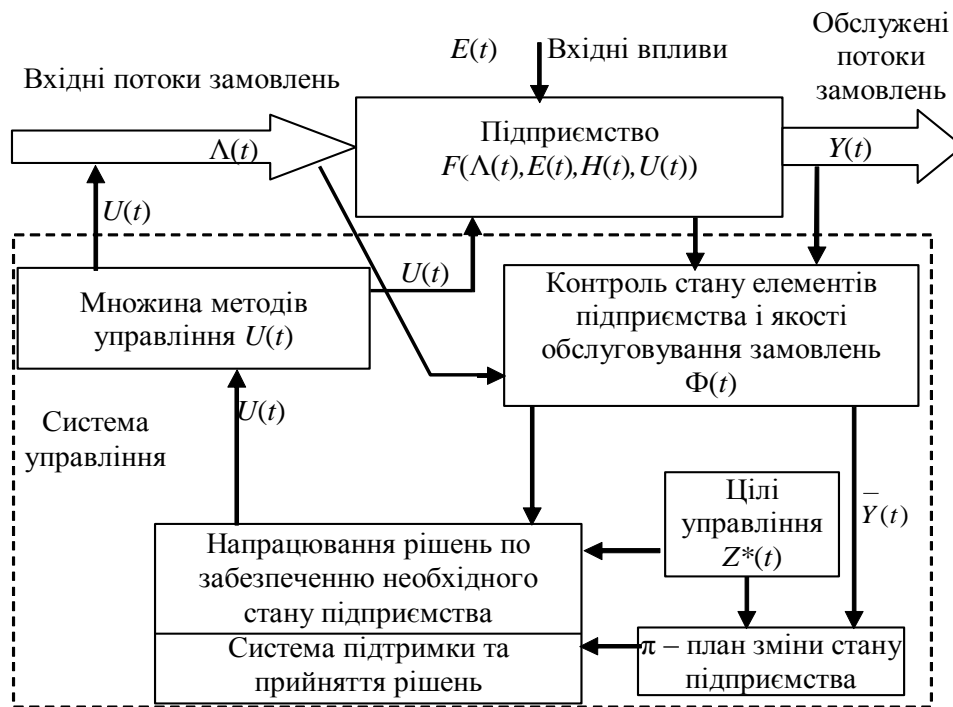 Обслужені
потоки
замовлень
E(t)
Вхідні впливи
Вхідні потоки замовлень
Λ(t)
Підприємство
F(Λ(t),E(t),H(t),U(t))
Y(t)
U(t)
U(t)
Множина методів
управління U(t)
Контроль стану елементів
підприємства і якості
обслуговування замовлень
Φ(t)
U(t)
Система
управління
Цілі
управління
Z*(t)
Y̅(t)
Напрацювання рішень по
забезпеченню необхідного
стану підприємства
Система підтримки та
прийняття рішень
π – план зміни стану
підприємства